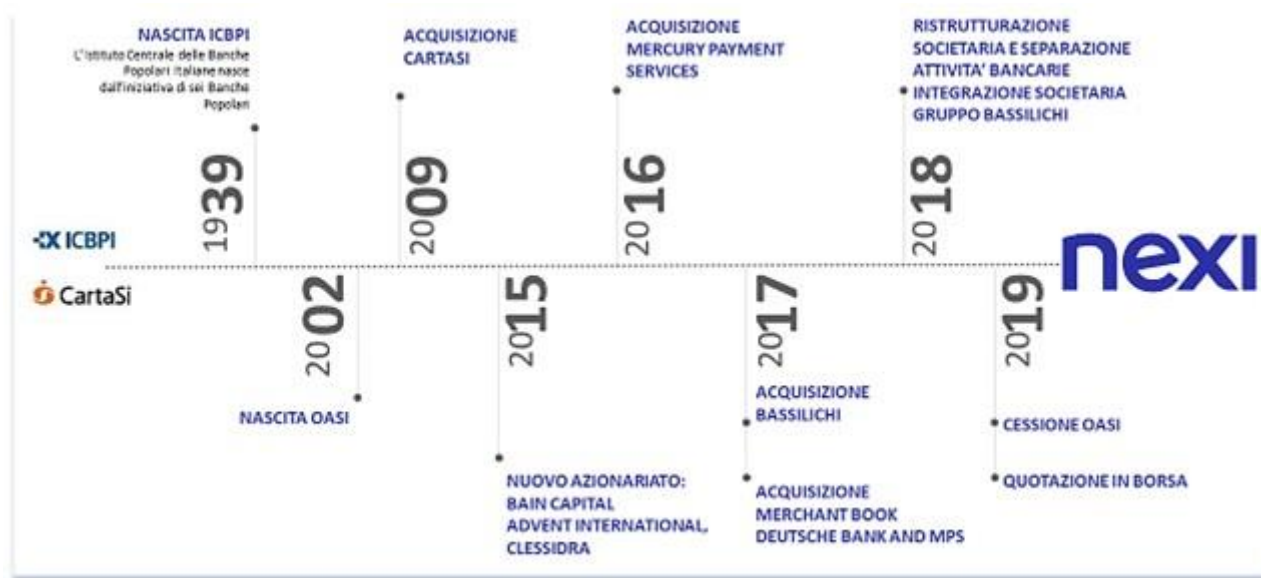 NASCITA ICBPI
L'Istituto Centrale delle Banche
Popolari Italiane nasce
dall'iniziativa di sei Banche
Popolari
1939
ACQUISIZIONE
CARTASI
2009
ACQUISIZIONE
MERCURY PAYMENT
SERVICES
2016
RISTRUTTURAZIONE
SOCIETARIA E SEPARAZIONE
ATTIVITA' BANCARIE
INTEGRAZIONE SOCIETARIA
GRUPPO BASSILICHI
2018
ICBPI
CartaSi
nexi
2002
NASCITA OASI
2015
NUOVO AZIONARIATO:
BAIN CAPITAL
ADVENT INTERNATIONAL,
CLESSIDRA
2017
ACQUISIZIONE
BASSILICHI
ACQUISIZIONE
MERCHANT BOOK
DEUTSCHE BANK AND MPS
2019
CESSIONE OASI
QUOTAZIONE IN BORSA